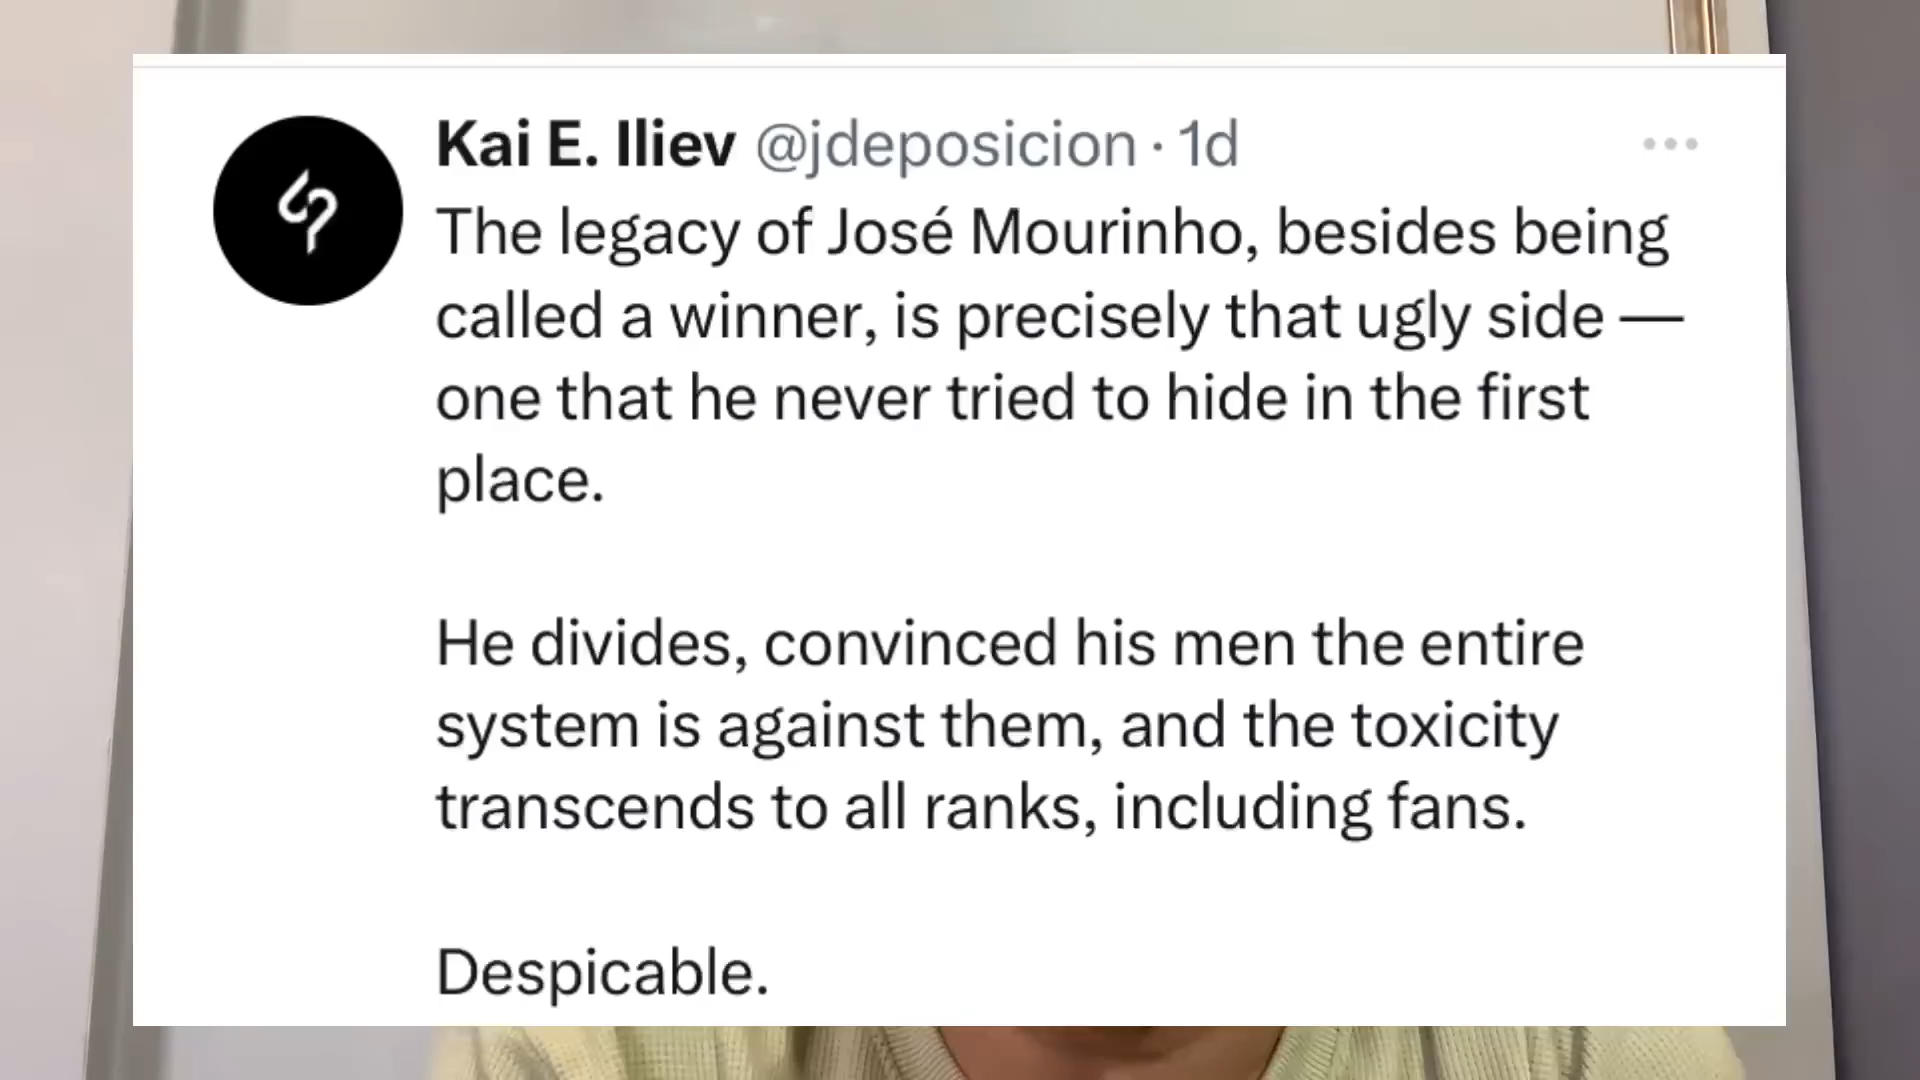 Kai E. Iliev @jdeposicion · 1d
The legacy of José Mourinho, besides being
called a winner, is precisely that ugly side —
one that he never tried to hide in the first
place.
He divides, convinced his men the entire
system is against them, and the toxicity
transcends to all ranks, including fans.
Despicable.